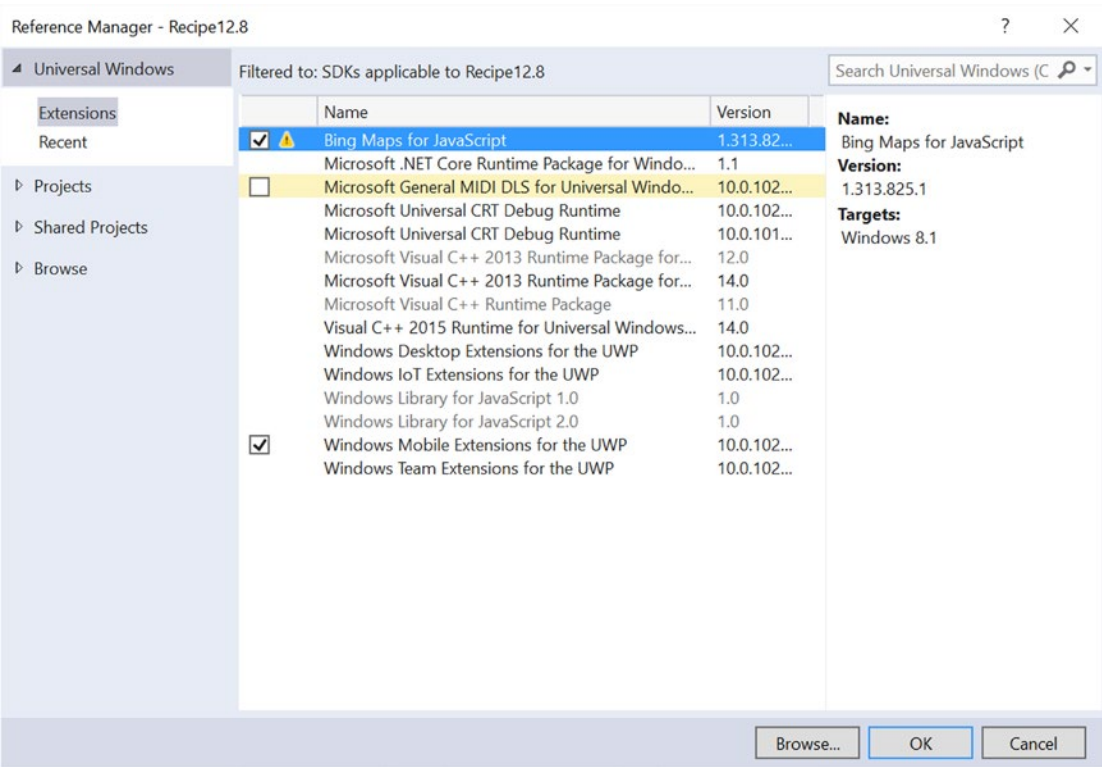 Reference Manager - Recipe12.8
? 
Universal Windows
Filtered to: SDKs applicable to Recipe12.8
Search Universal Windows (C
Extensions
Recent
Projects
Shared Projects
Browse
Name Version
Bing Maps for JavaScript 1.313.82...
Microsoft .NET Core Runtime Package for Windo... 1.1
Microsoft General MIDI DLS for Universal Windo... 10.0.102...
Microsoft Universal CRT Debug Runtime 10.0.102...
Microsoft Universal CRT Debug Runtime 10.0.101...
Microsoft Visual C++ 2013 Runtime Package for... 12.0
Microsoft Visual C++ 2013 Runtime Package for... 14.0
Microsoft Visual C++ Runtime Package 11.0
Visual C++ 2015 Runtime for Universal Windows... 14.0
Windows Desktop Extensions for the UWP 10.0.102...
Windows IoT Extensions for the UWP 10.0.102...
Windows Library for JavaScript 1.0 1.0
Windows Library for JavaScript 2.0 1.0
Windows Mobile Extensions for the UWP 10.0.102...
Windows Team Extensions for the UWP 10.0.102...
Name:
Bing Maps for JavaScript
Version:
1.313.825.1
Targets:
Windows 8.1
Browse... OK Cancel